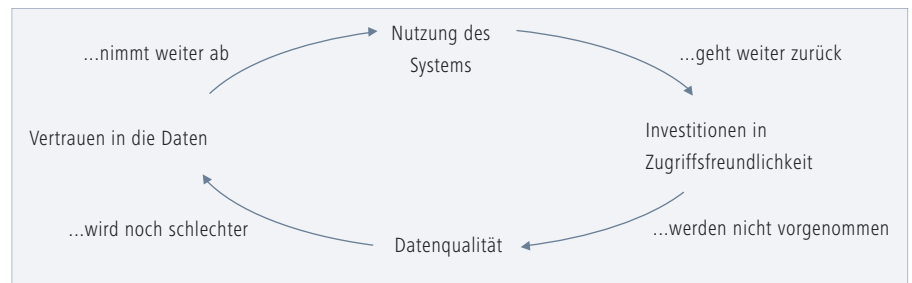 Nutzung des
Systems
...nimmt weiter ab
...geht weiter zurück
Vertrauen in die Daten
Investitionen in
Zugriffsfreundlichkeit
...wird noch schlechter
...werden nicht vorgenommen
Datenqualität